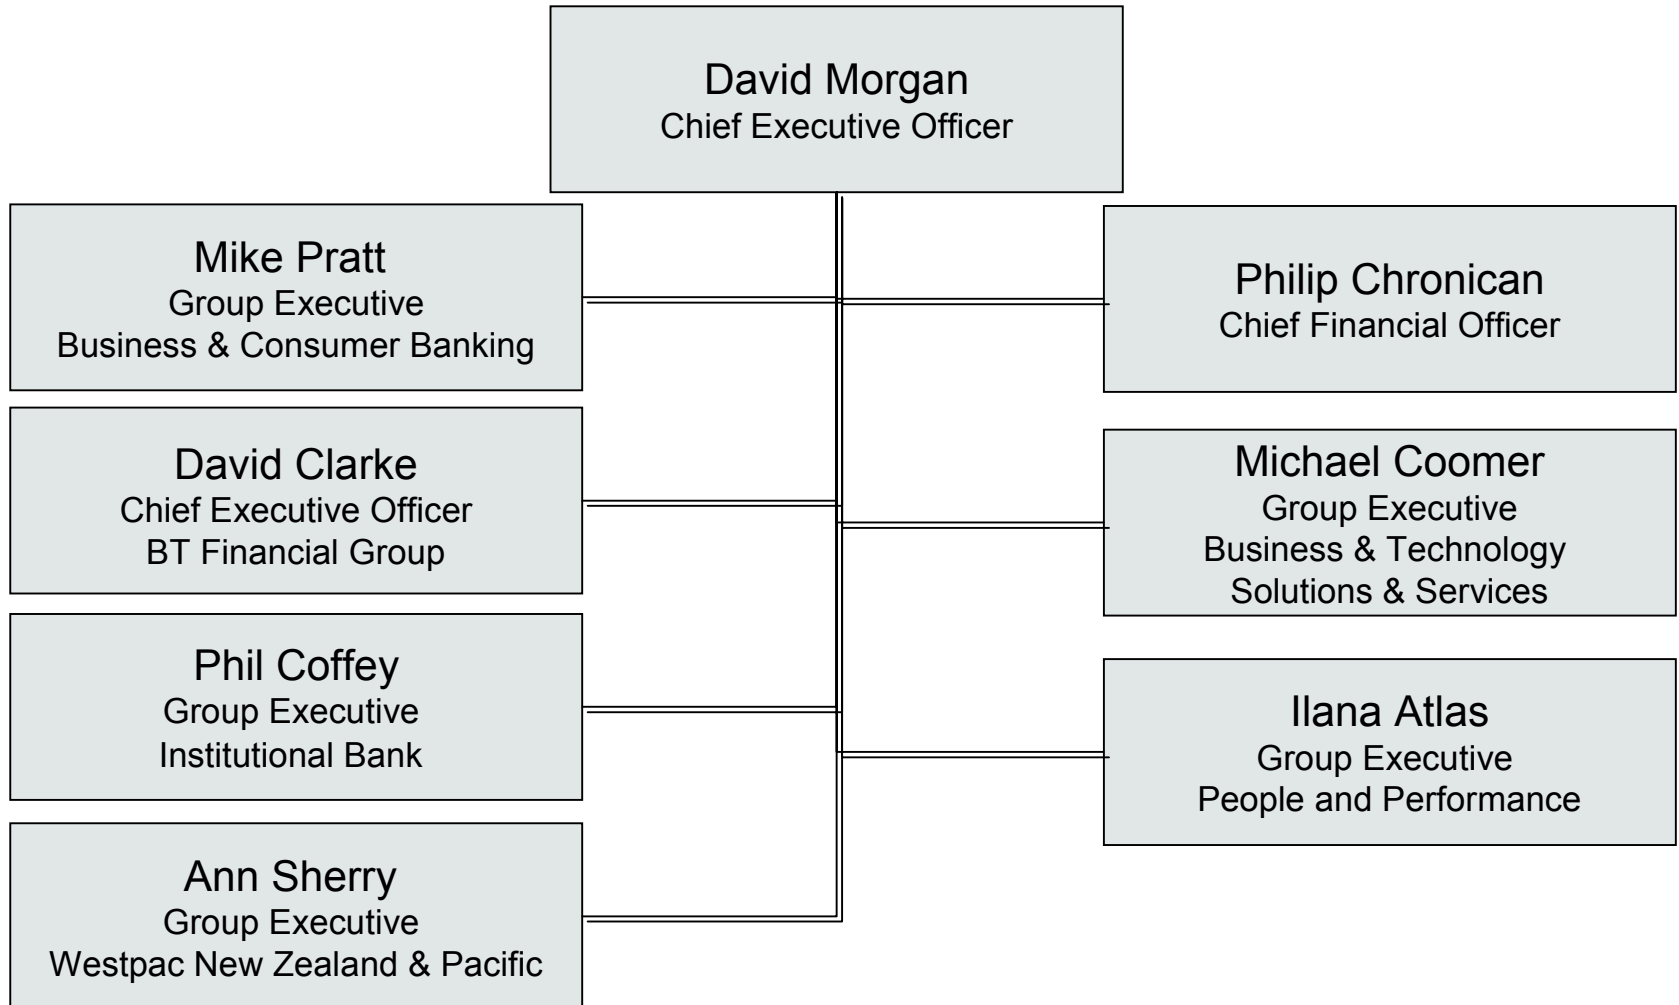 David Morgan
Chief Executive Officer
Mike Pratt
Group Executive
Business & Consumer Banking
Philip Chronican
Chief Financial Officer
David Clarke
Chief Executive Officer
BT Financial Group
Michael Coomer
Group Executive
Business & Technology
Solutions & Services
Phil Coffey
Group Executive
Institutional Bank
Ilana Atlas
Group Executive
People and Performance
Ann Sherry
Group Executive
Westpac New Zealand & Pacific